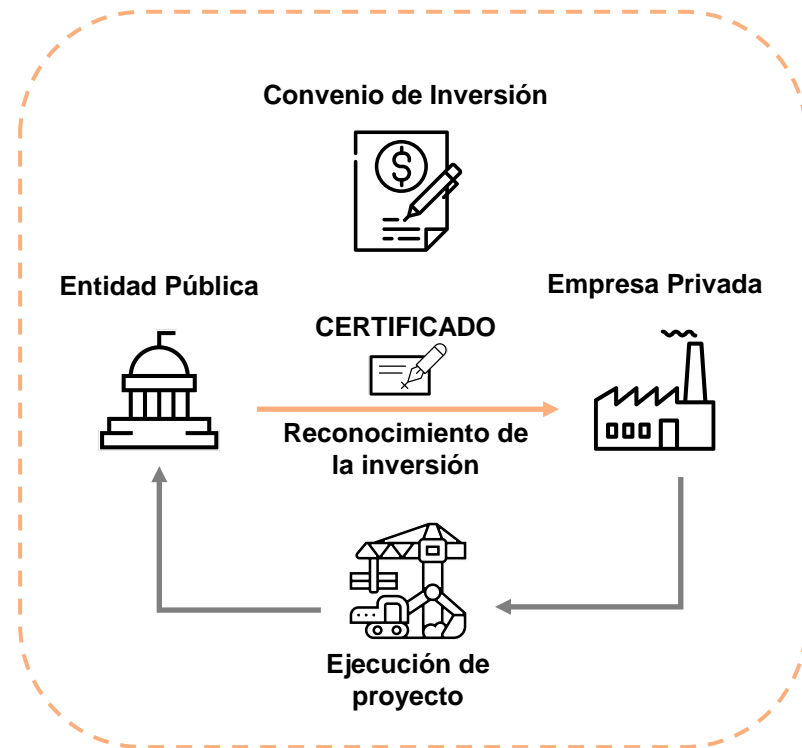 Convenio de Inversión
Entidad Pública
Empresa Privada
CERTIFICADO
Reconocimiento de
la inversión
Ejecución de
proyecto